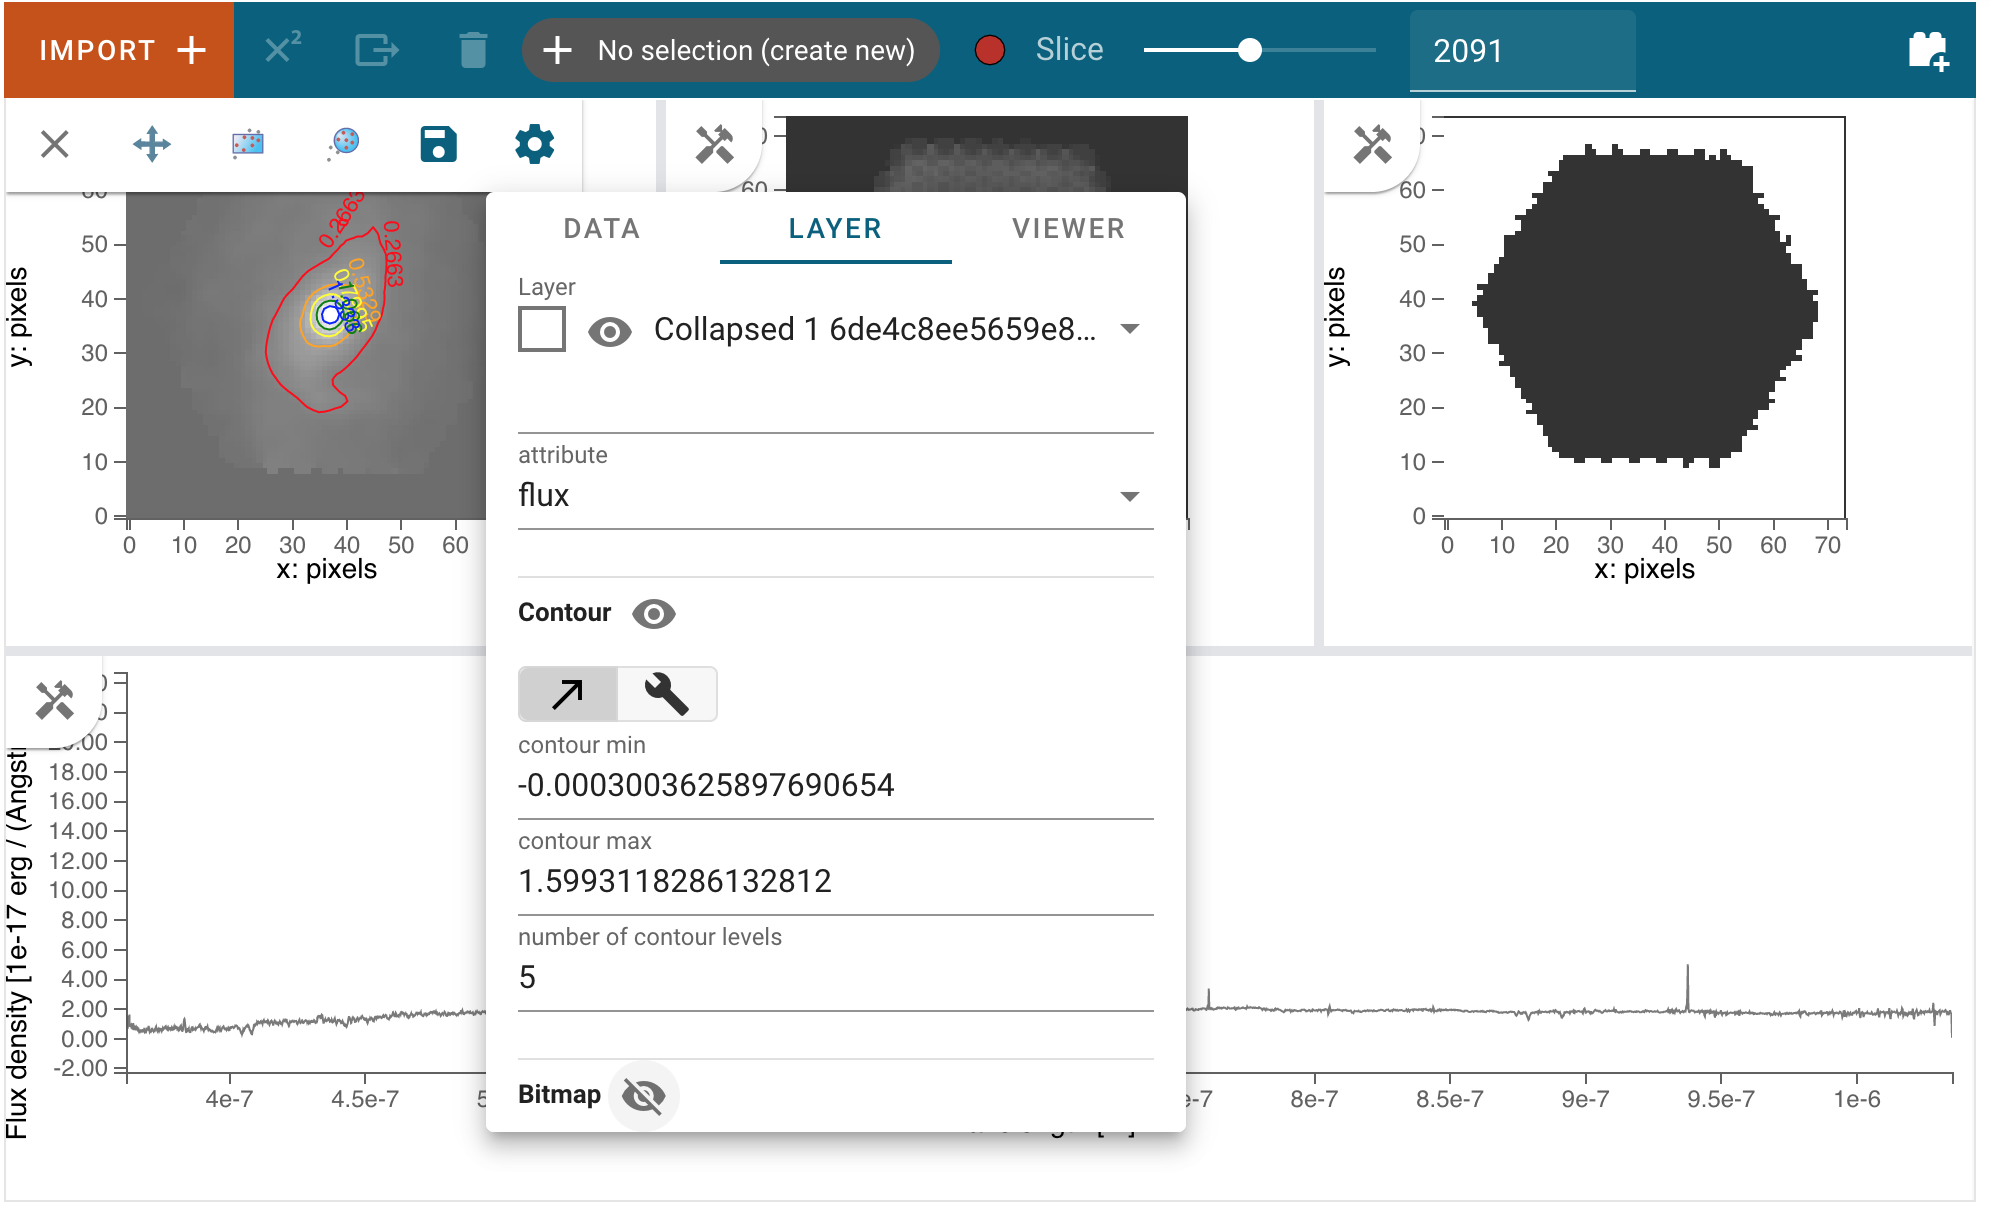 IMPORT +
X²
No selection (create new)
Slice
2091
DATA
LAYER
VIEWER
Layer
Collapsed 1 6de4c8ee5659e8...
attribute
flux
Contour
contour min
-0.0003003625897690654
contour max
1.5993118286132812
number of contour levels
5
Bitmap
y: pixels
50
40
30
20
10
0
0 10 20 30 40 50 60
x: pixels
0.2663
0.2663
0.5329
60
y: pixels
60
50
40
30
20
10
0
0 10 20 30 40 50 60 70
x: pixels
Flux density [1e-17 erg / (Angst
18.00
16.00
14.00
12.00
10.00
8.00
6.00
4.00
2.00
0.00
-2.00
4e-7 4.5e-7 5 e-7 8e-7 8.5e-7 9e-7 9.5e-7 1e-6